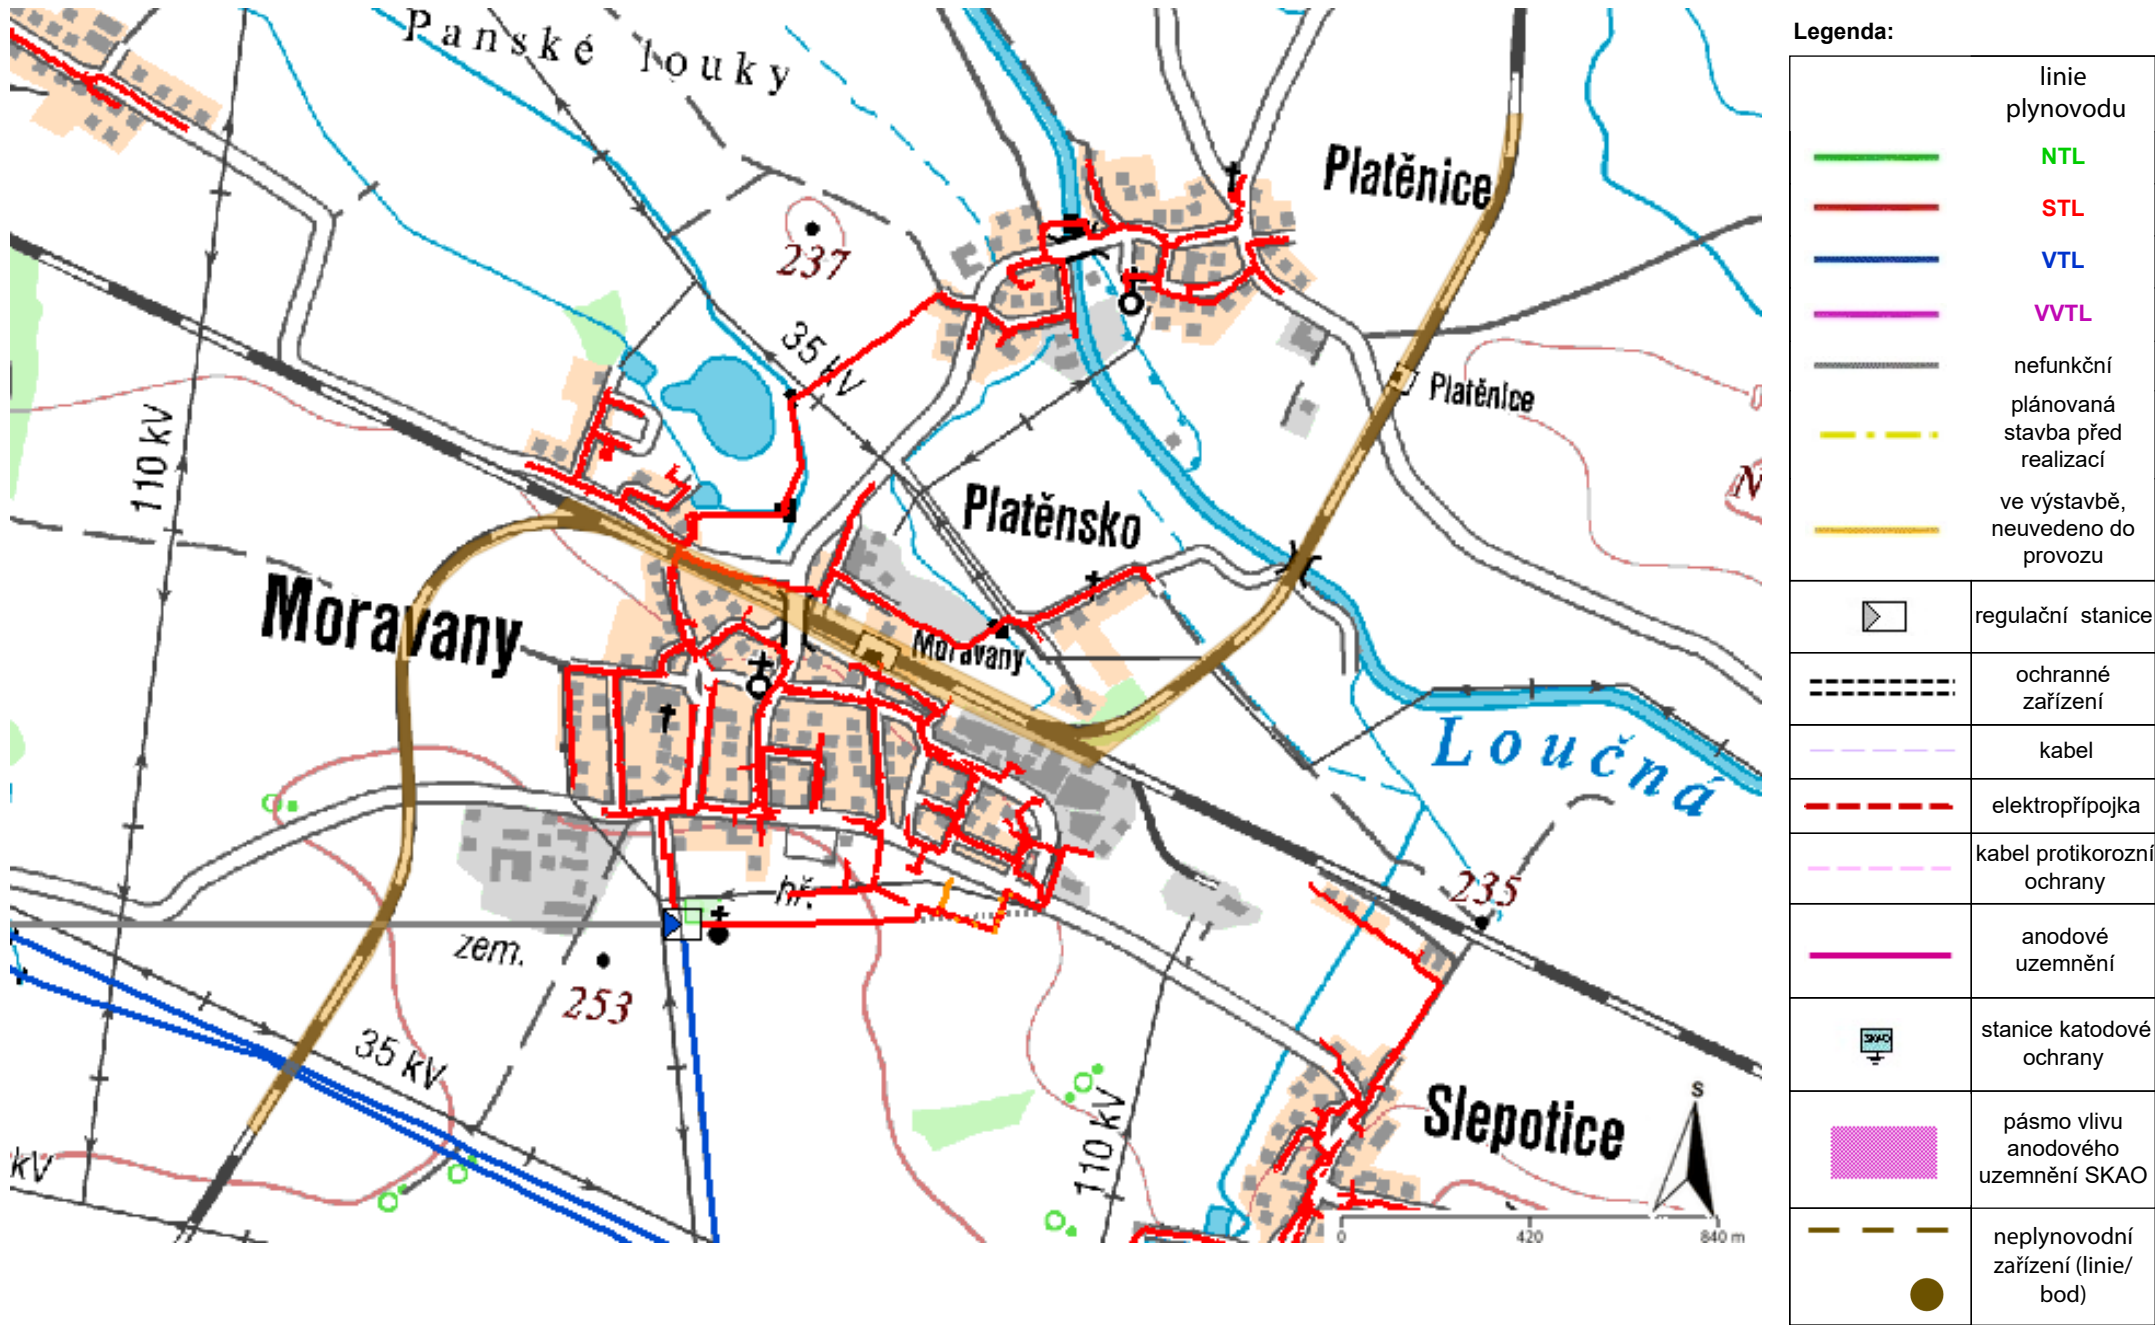 Panské louky
Platěnice
237
35 kV
Platěnice
110 kV
Platěnsko
Moravany
Moravany
Loučná
hř.
235
zem.
253
35 kV
Slepotice
110 kV
kV
N
S
0 420 840 m
Legenda:
linie
plynovodu
NTL
STL
VTL
VVTL
nefunkční
plánovaná
stavba před
realizací
ve výstavbě,
neuvedeno do
provozu
regulační stanice
ochranné
zařízení
kabel
elektropřípojka
kabel protikorozní
ochrany
anodové
uzemnění
SKAO
stanice katodové
ochrany
pásmo vlivu
anodového
uzemnění SKAO
neplynovodní
zařízení (linie/
bod)